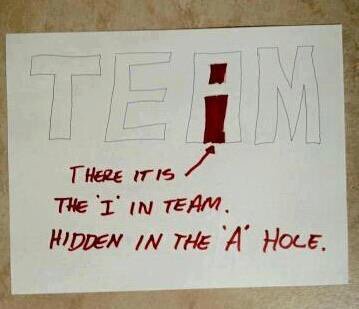 TEAM
THERE IT IS
THE 'I' IN TEAM.
HIDDEN IN THE 'A' HOLE.